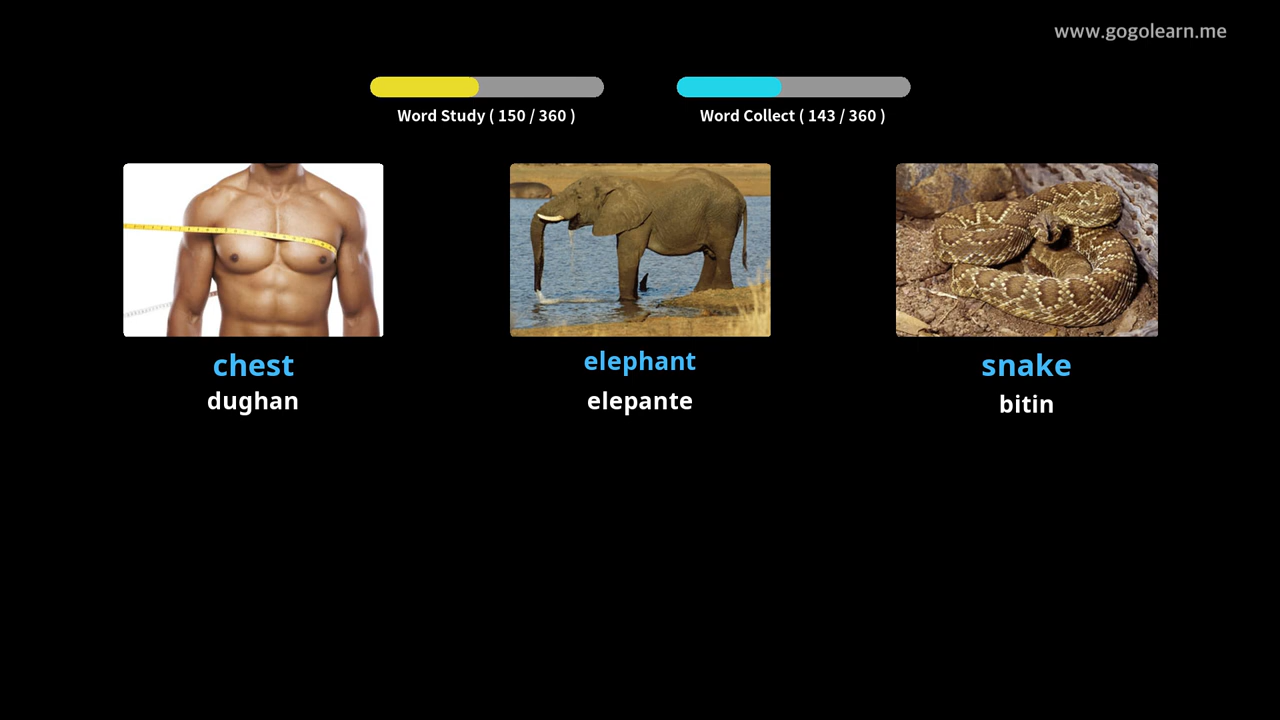 www.gogolearn.me
Word Study ( 150 / 360 )
Word Collect ( 143 / 360 )
chest
dughan
elephant
elepante
snake
bitin